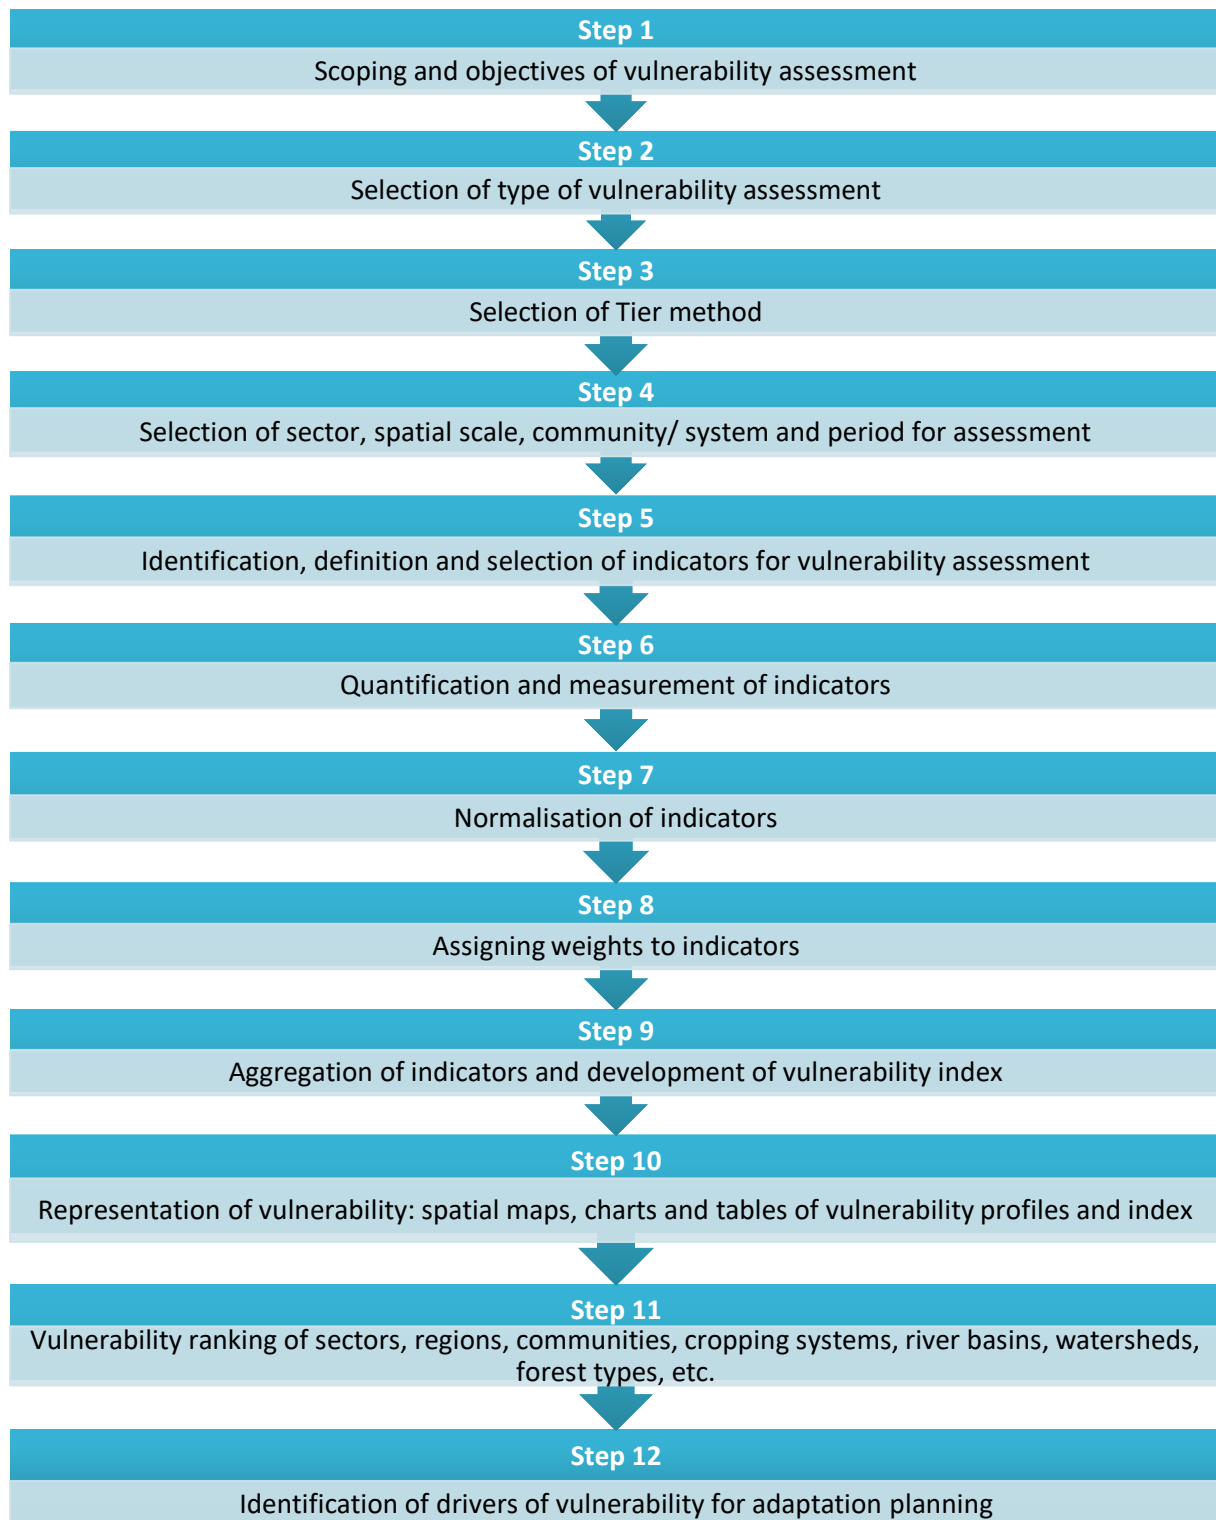 Step 1
Scoping and objectives of vulnerability assessment
Step 2
Selection of type of vulnerability assessment
Step 3
Selection of Tier method
Step 4
Selection of sector, spatial scale, community/ system and period for assessment
Step 5
Identification, definition and selection of indicators for vulnerability assessment
Step 6
Quantification and measurement of indicators
Step 7
Normalisation of indicators
Step 8
Assigning weights to indicators
Step 9
Aggregation of indicators and development of vulnerability index
Step 10
Representation of vulnerability: spatial maps, charts and tables of vulnerability profiles and index
Step 11
Vulnerability ranking of sectors, regions, communities, cropping systems, river basins, watersheds,
forest types, etc.
Step 12
Identification of drivers of vulnerability for adaptation planning